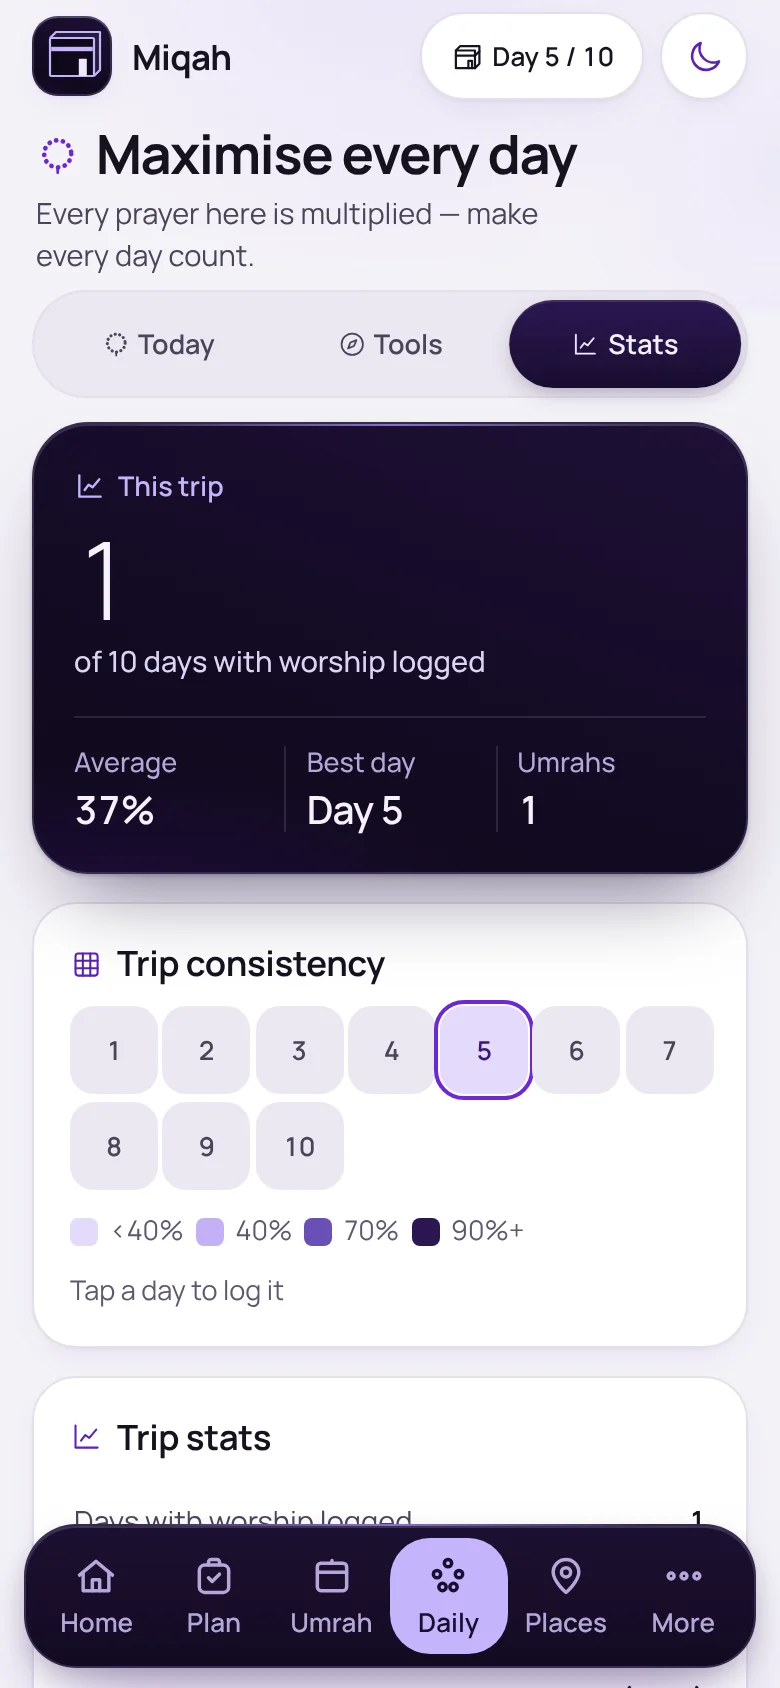 Miqah
Day 5 / 10
Maximise every day
Every prayer here is multiplied — make
every day count.
Today
Tools
Stats
This trip
1
of 10 days with worship logged
Average
37%
Best day
Day 5
Umrahs
1
Trip consistency
1 2 3 4 5 6 7
8 9 10
<40% 40% 70% 90%+
Tap a day to log it
Trip stats
Days with worship logged 1
Home
Plan
Umrah
Daily
Places
More